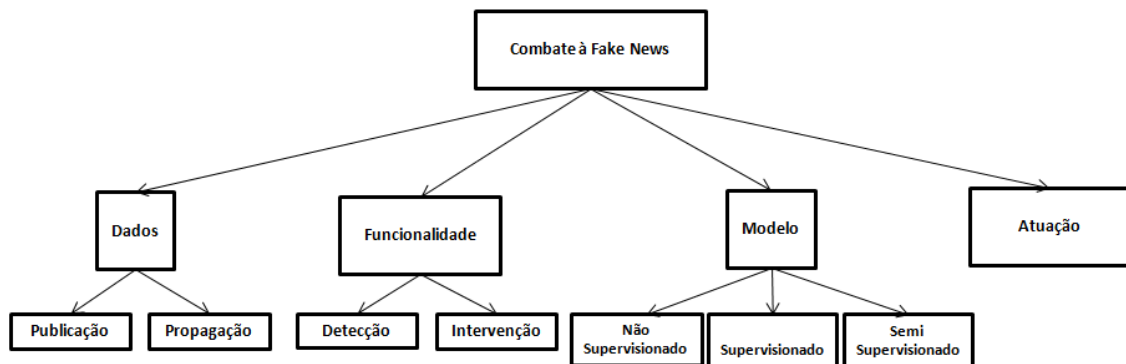 Combate à Fake News
Dados
Funcionalidade
Modelo
Atuação
Publicação
Propagação
Detecção
Intervenção
Não
Supervisionado
Supervisionado
Semi
Supervisionado